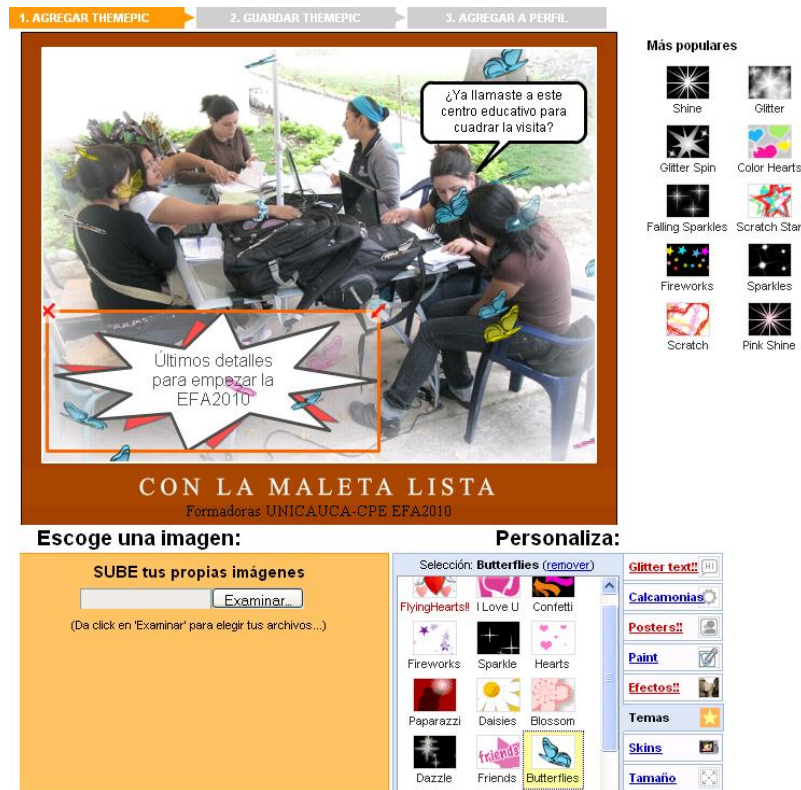 1. AGREGAR THEMEPIC
2. GUARDAR THEMEPIC
3. AGREGAR A PERFIL
¿Ya llamaste a este
centro educativo para
cuadrar la visita?
Últimos detalles
para empezar la
EFA2010
CON LA MALETA LISTA
Formadoras UNICAUCA-CPE EFA2010
Más populares
Shine
Glitter
Glitter Spin
Color Hearts
Falling Sparkles
Scratch Star
Fireworks
Sparkles
Scratch
Pink Shine
Escoge una imagen:
SUBE tus propias imágenes
Examinar...
(Da click en 'Examinar' para elegir tus archivos...)
Personaliza:
Selección: Butterflies (remover)
FlyingHearts!!
I Love U
Confetti
Fireworks
Sparkle
Hearts
Paparazzi
Daisies
Blossom
friends
Dazzle
Friends
Butterflies
Glitter text!!
HI
Calcamonias
Posters!!
Paint
Efectos!!
Temas
Skins
Tamaño